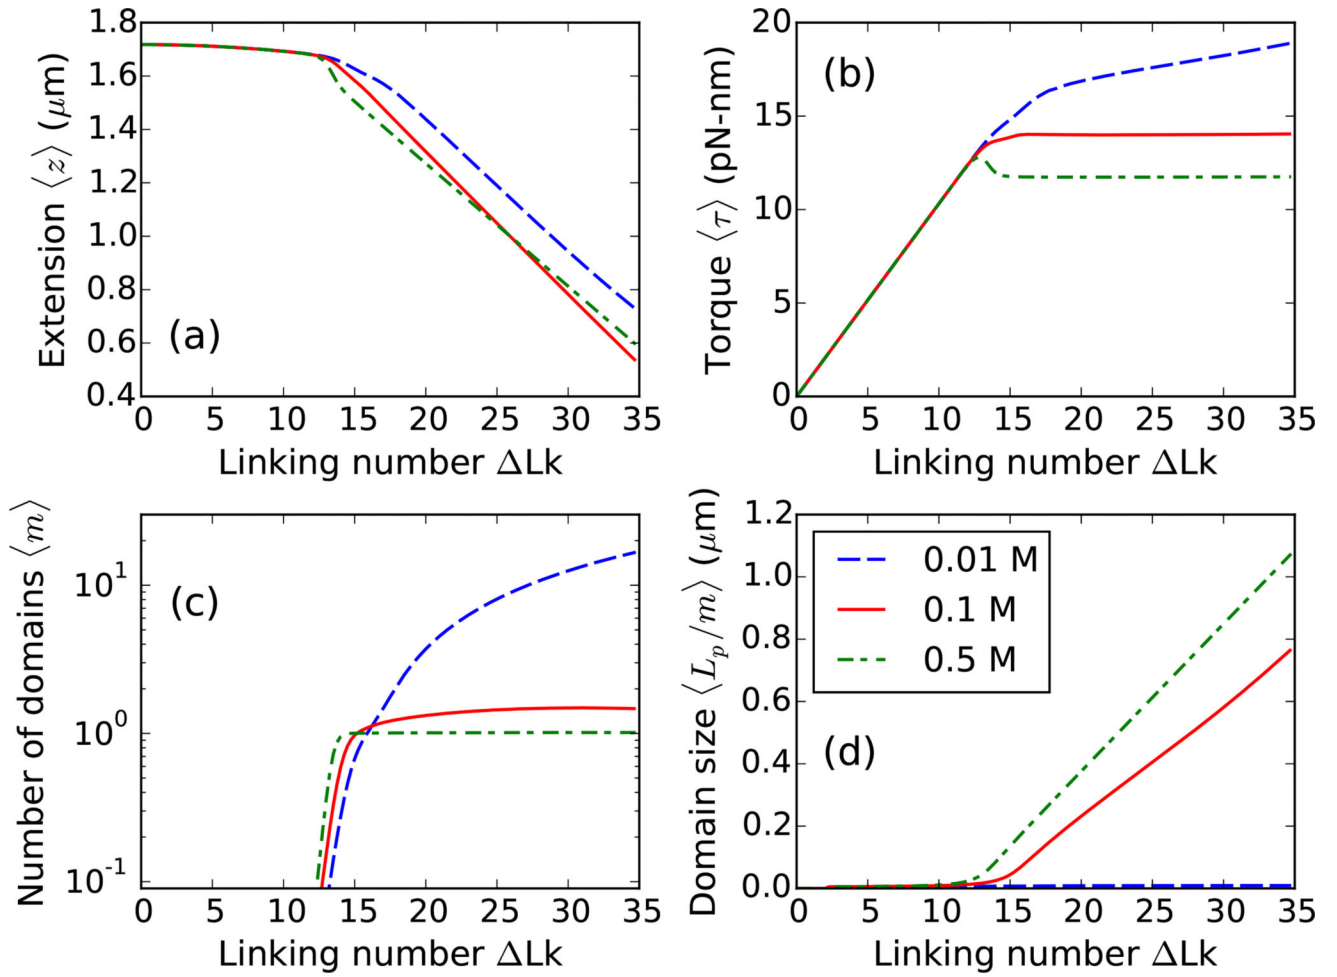 1.8
1.6
1.4
1.2
1.0
0.8
0.6
0.4
Extension ⟨z⟩ (μm)
(a)
0 5 10 15 20 25 30 35
Linking number ΔLk
20
15
10
5
0
Torque ⟨τ⟩ (pN-nm)
(b)
0 5 10 15 20 25 30 35
Linking number ΔLk
10¹
10⁰
10⁻¹
Number of domains ⟨m⟩
(c)
0 5 10 15 20 25 30 35
Linking number ΔLk
1.2
1.0
0.8
0.6
0.4
0.2
0.0
Domain size ⟨Lₚ/m⟩ (μm)
0.01 M
0.1 M
0.5 M
(d)
0 5 10 15 20 25 30 35
Linking number ΔLk